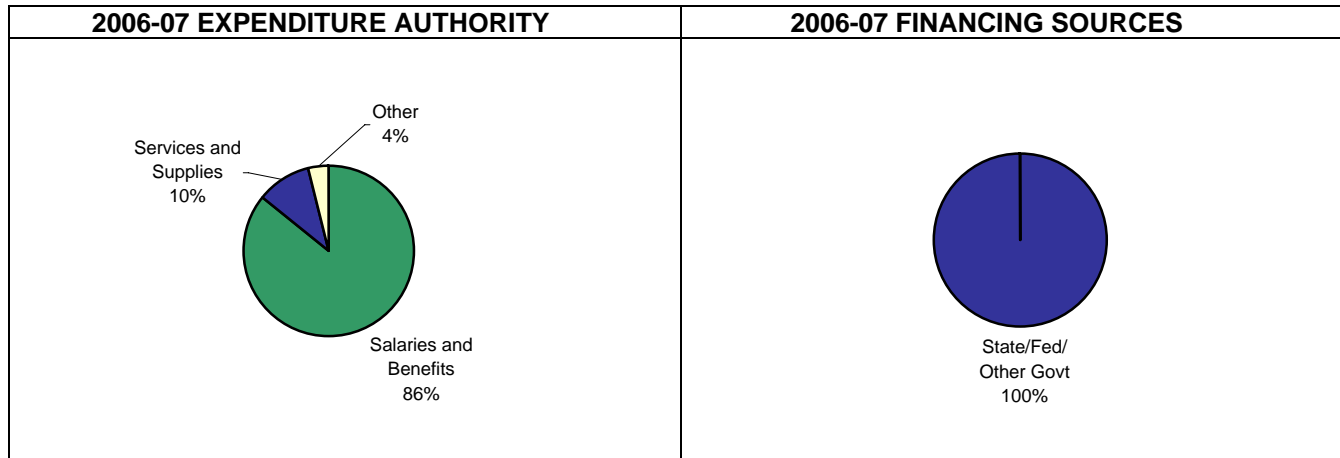 2006-07 EXPENDITURE AUTHORITY
Other
4%
Services and
Supplies
10%
Salaries and
Benefits
86%
2006-07 FINANCING SOURCES
State/Fed/
Other Govt
100%